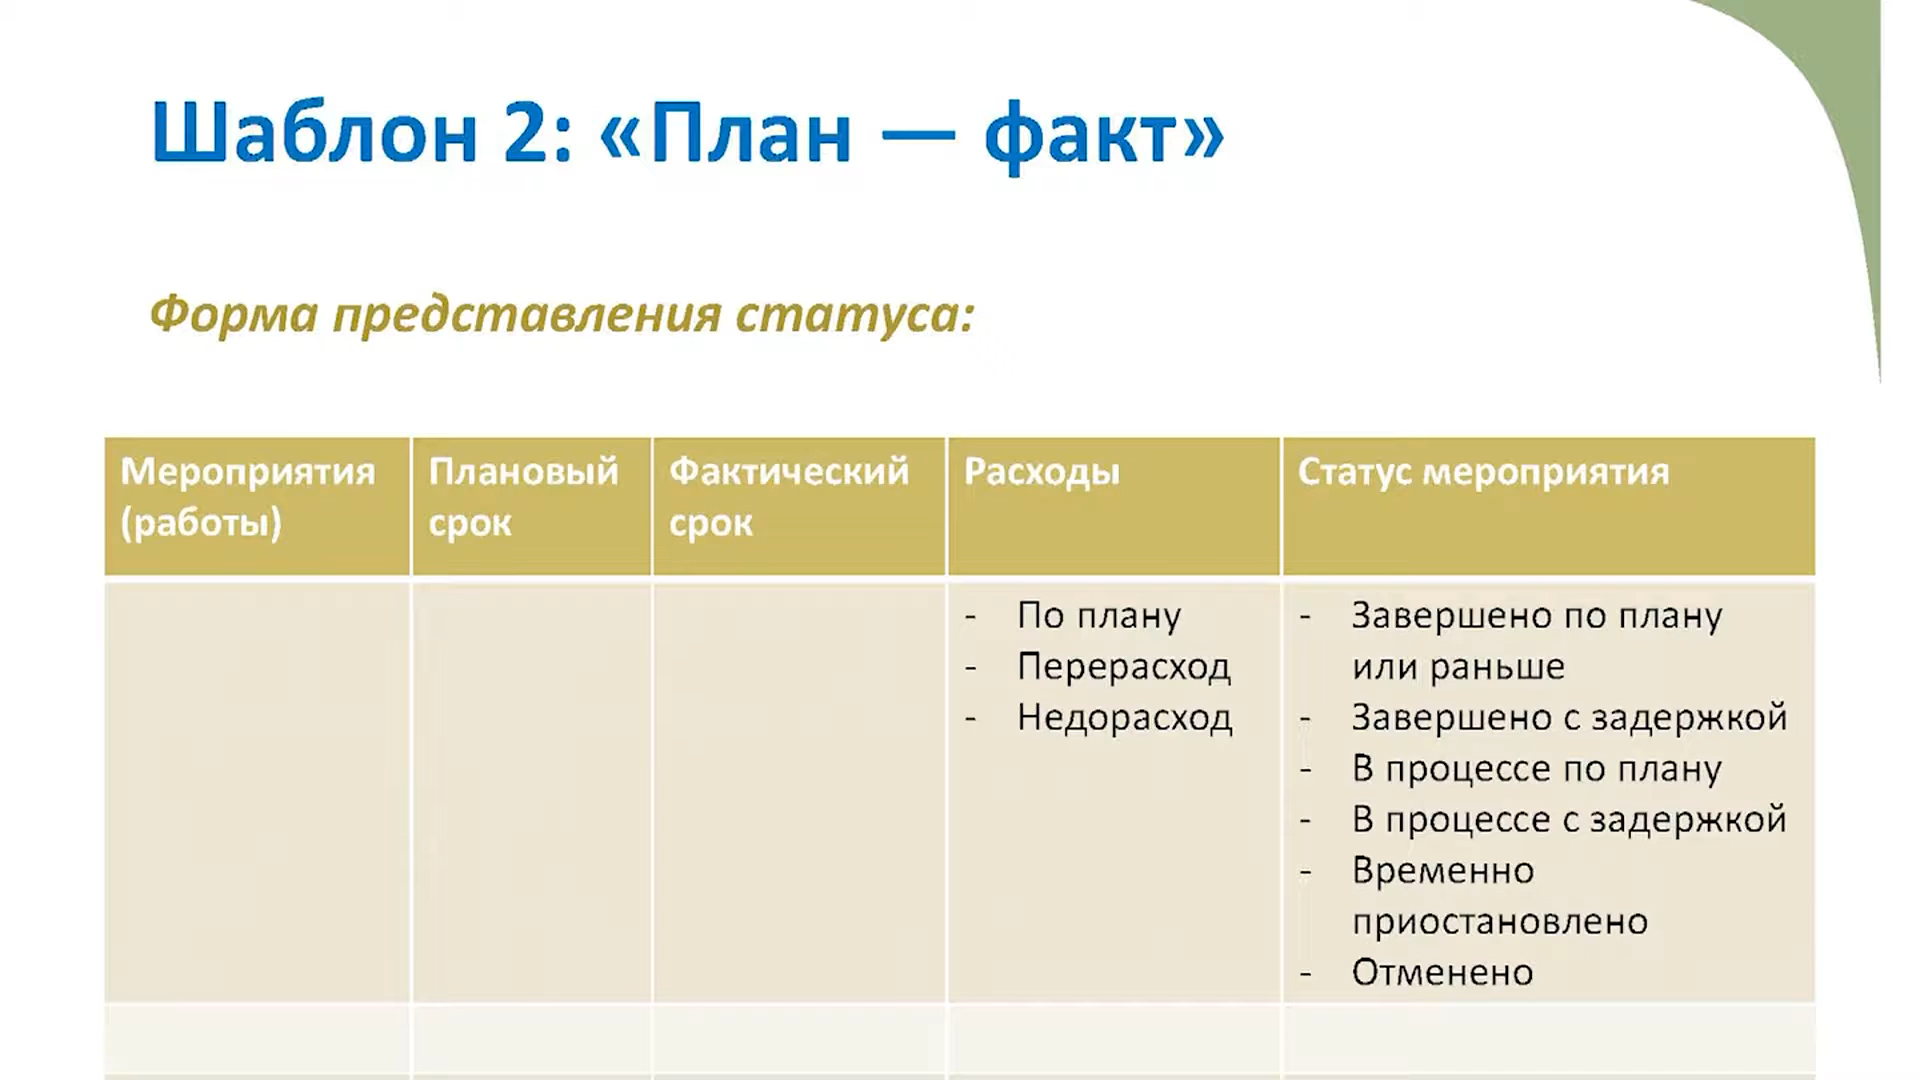 Шаблон 2: «План — факт»
Форма представления статуса:
Мероприятия
(работы)
Плановый
срок
Фактический
срок
Расходы
Статус мероприятия
- По плану
- Перерасход
- Недорасход
- Завершено по плану
или раньше
- Завершено с задержкой
- В процессе по плану
- В процессе с задержкой
- Временно
приостановлено
- Отменено